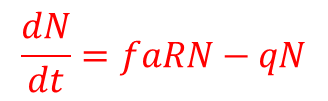 dN/dt = faRN − qN